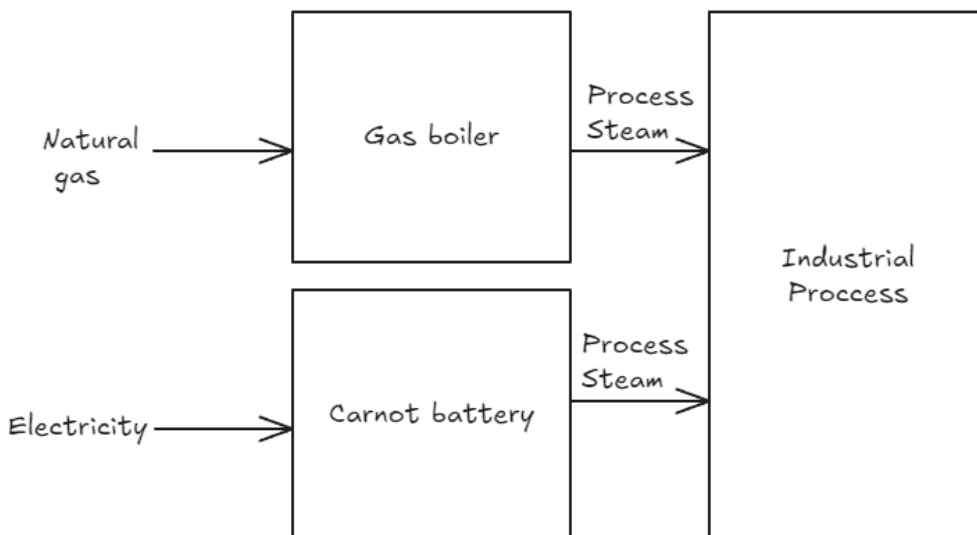 Natural
gas
Gas boiler
Process
Steam
Industrial
Proccess
Electricity
Carnot battery
Process
Steam